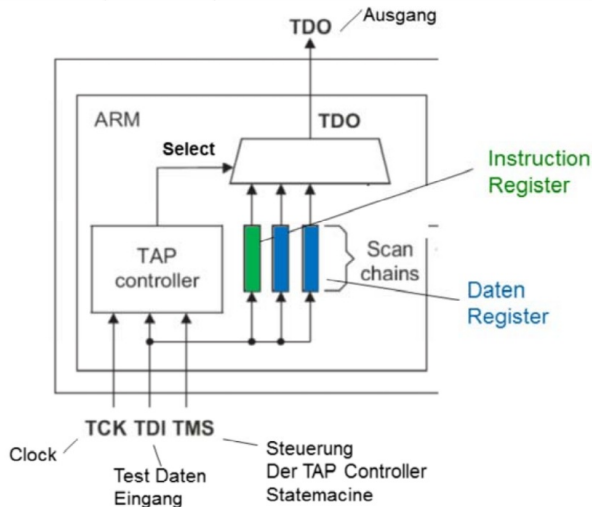 TDO
Ausgang
ARM
TDO
Select
Instruction
Register
TAP
controller
Scan
chains
Daten
Register
TCK TDI TMS
Clock
Test Daten
Eingang
Steuerung
Der TAP Controller
Statemacine